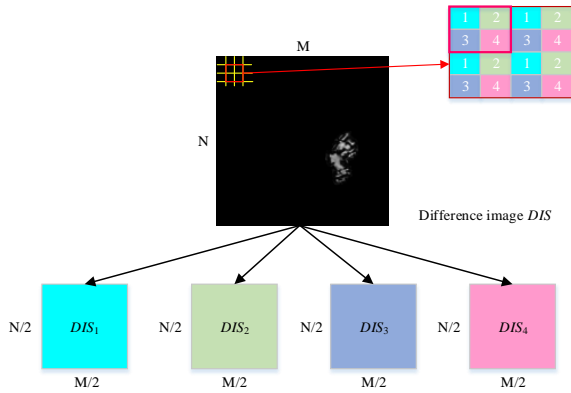 1 2 1 2
3 4 3 4
1 2 1 2
3 4 3 4
M
N
Difference image DIS
N/2 DIS₁ N/2 DIS₂ N/2 DIS₃ N/2 DIS₄
M/2 M/2 M/2 M/2